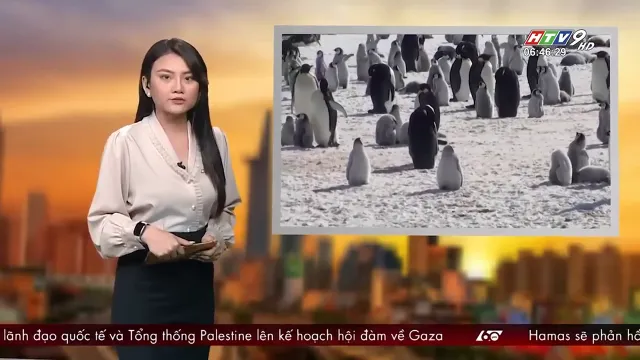 HTV9 HD
06:46:29
lãnh đạo quốc tế và Tổng thống Palestine lên kế hoạch hội đàm về Gaza 60 Hamas sẽ phản hồ